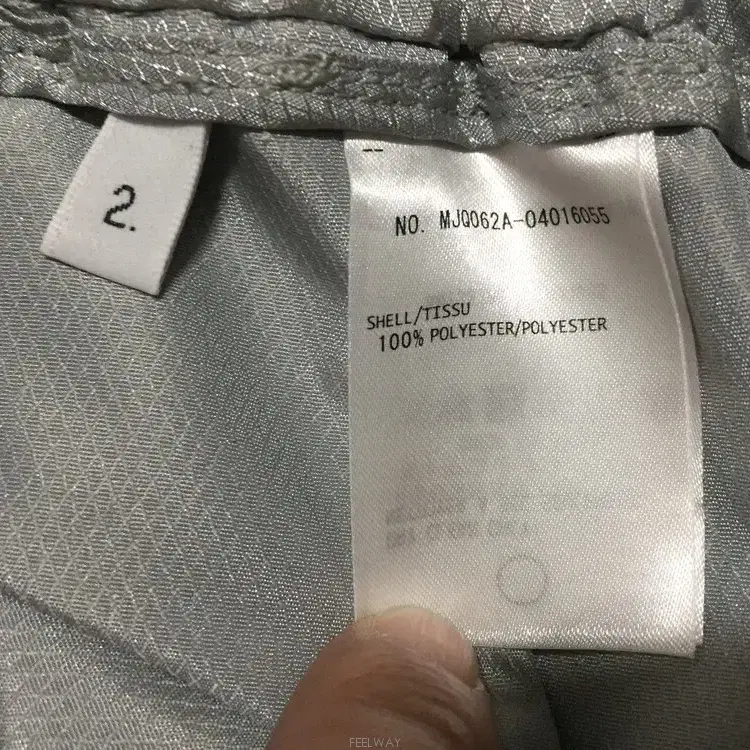 2.
--
NO. MJQ062A-04016055
SHELL/TISSU
100% POLYESTER/POLYESTER
FEELWAY